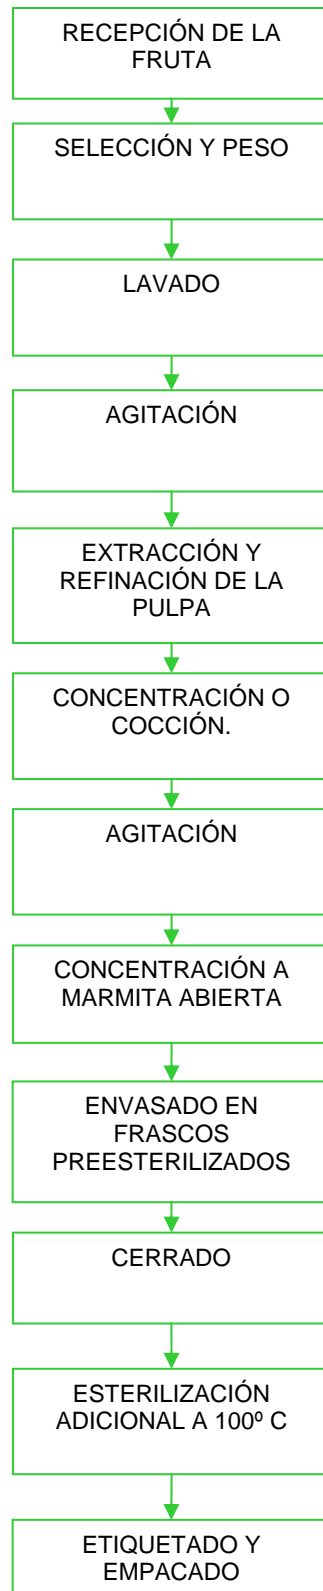 RECEPCIÓN DE LA
FRUTA
SELECCIÓN Y PESO
LAVADO
AGITACIÓN
EXTRACCIÓN Y
REFINACIÓN DE LA
PULPA
CONCENTRACIÓN O
COCCIÓN.
AGITACIÓN
CONCENTRACIÓN A
MARMITA ABIERTA
ENVASADO EN
FRASCOS
PREESTERILIZADOS
CERRADO
ESTERILIZACIÓN
ADICIONAL A 100º C
ETIQUETADO Y
EMPACADO